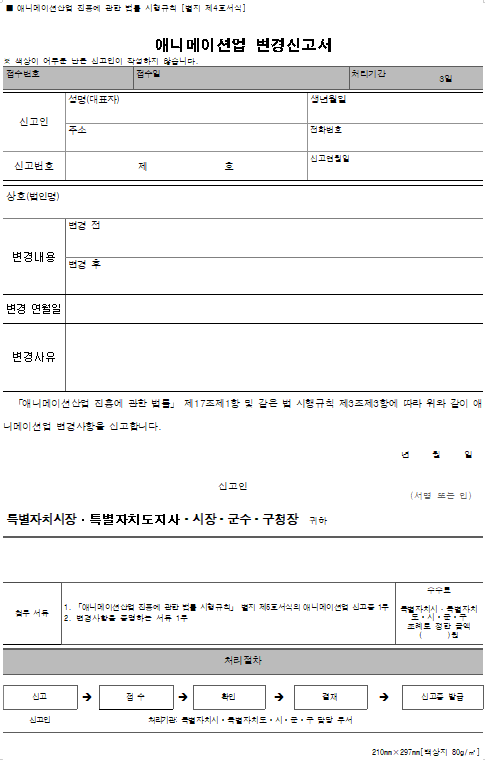 ■ 애니메이션산업 진흥에 관한 법률 시행규칙 [별지 제4호서식]
애니메이션업 변경신고서
※ 색상이 어두운 난은 신고인이 작성하지 않습니다.
접수번호 접수일 처리기간 3일
신고인 성명(대표자) 생년월일
주소 전화번호
신고번호 제 호 신고연월일
상호(법인명)
변경내용 변경 전
변경 후
변경 연월일
변경사유
「애니메이션산업 진흥에 관한 법률」 제17조제1항 및 같은 법 시행규칙 제3조제3항에 따라 위와 같이 애
니메이션업 변경사항을 신고합니다.
년 월 일
신고인
(서명 또는 인)
특별자치시장ㆍ특별자치도지사ㆍ시장ㆍ군수ㆍ구청장 귀하
첨부 서류
1. 「애니메이션산업 진흥에 관한 법률 시행규칙」 별지 제5호서식의 애니메이션업 신고증 1부
2. 변경사항을 증명하는 서류 1부
수수료
특별자치시ㆍ특별자치
도ㆍ시ㆍ군ㆍ구
조례로 정한 금액
( )원
처리절차
신고 ➔ 접 수 ➔ 확인 ➔ 결재 ➔ 신고증 발급
신고인 처리기관: 특별자치시ㆍ특별자치도ㆍ시ㆍ군ㆍ구 담당 부서
210㎜×297㎜[백상지 80g/㎡]